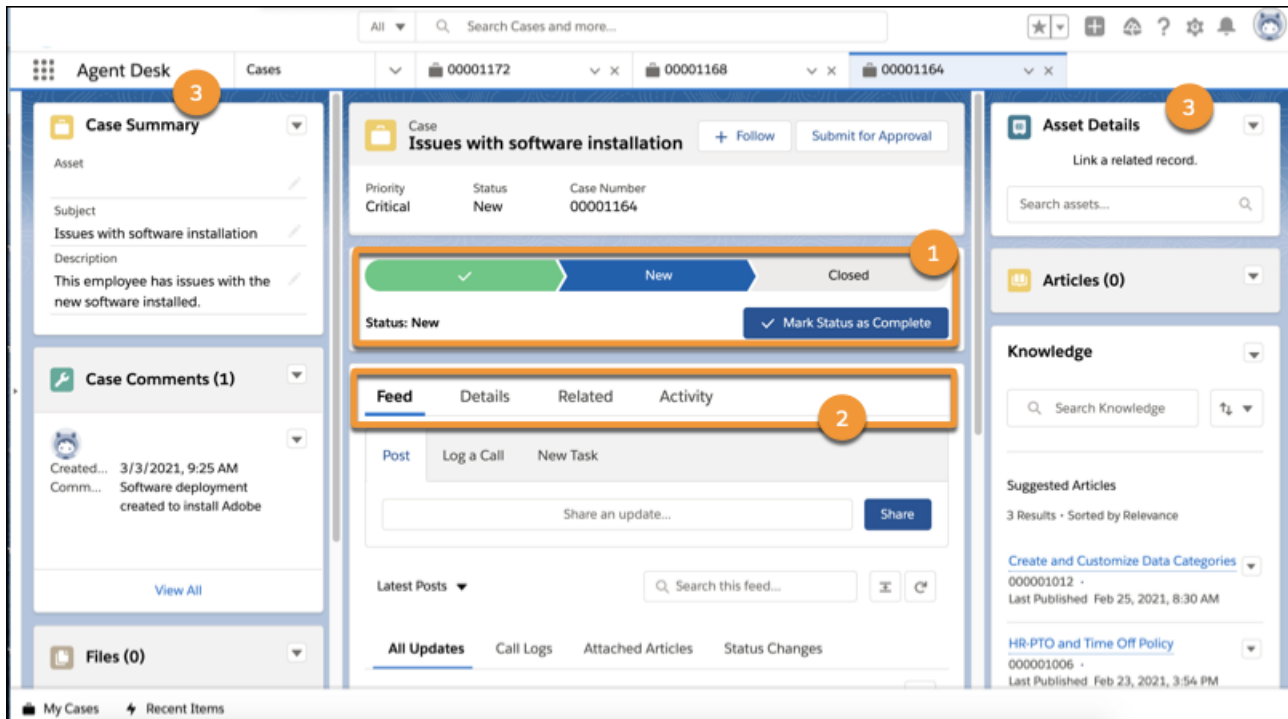 All
Search Cases and more...
Agent Desk
Cases
00001172
00001168
00001164
3
Case Summary
Asset
Subject
Issues with software installation
Description
This employee has issues with the
new software installed.
Case Comments (1)
Created... 3/3/2021, 9:25 AM
Comm... Software deployment
created to install Adobe
View All
Files (0)
Case
Issues with software installation
+ Follow
Submit for Approval
Priority Status Case Number
Critical New 00001164
1
New
Closed
Status: New
Mark Status as Complete
Feed Details Related Activity
2
Post Log a Call New Task
Share an update...
Share
Latest Posts
Search this feed...
All Updates Call Logs Attached Articles Status Changes
3
Asset Details
Link a related record.
Search assets...
Articles (0)
Knowledge
Search Knowledge
Suggested Articles
3 Results • Sorted by Relevance
Create and Customize Data Categories
000001012 •
Last Published Feb 25, 2021, 8:30 AM
HR-PTO and Time Off Policy
000001006 •
Last Published Feb 23, 2021, 3:54 PM
My Cases
Recent Items